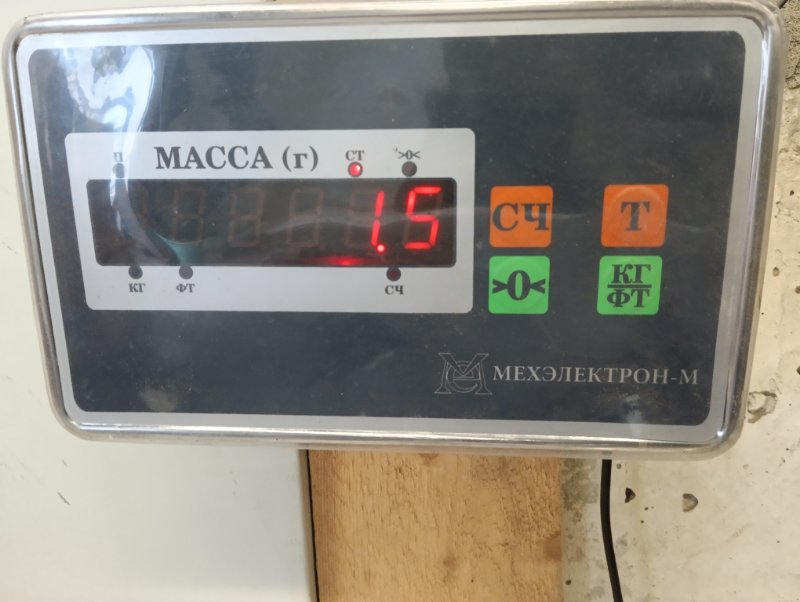 П МАССА (г) СТ >0<
1.5
КГ ФТ СЧ
СЧ Т
>0< КГ
ФТ
МЕХЭЛЕКТРОН-М